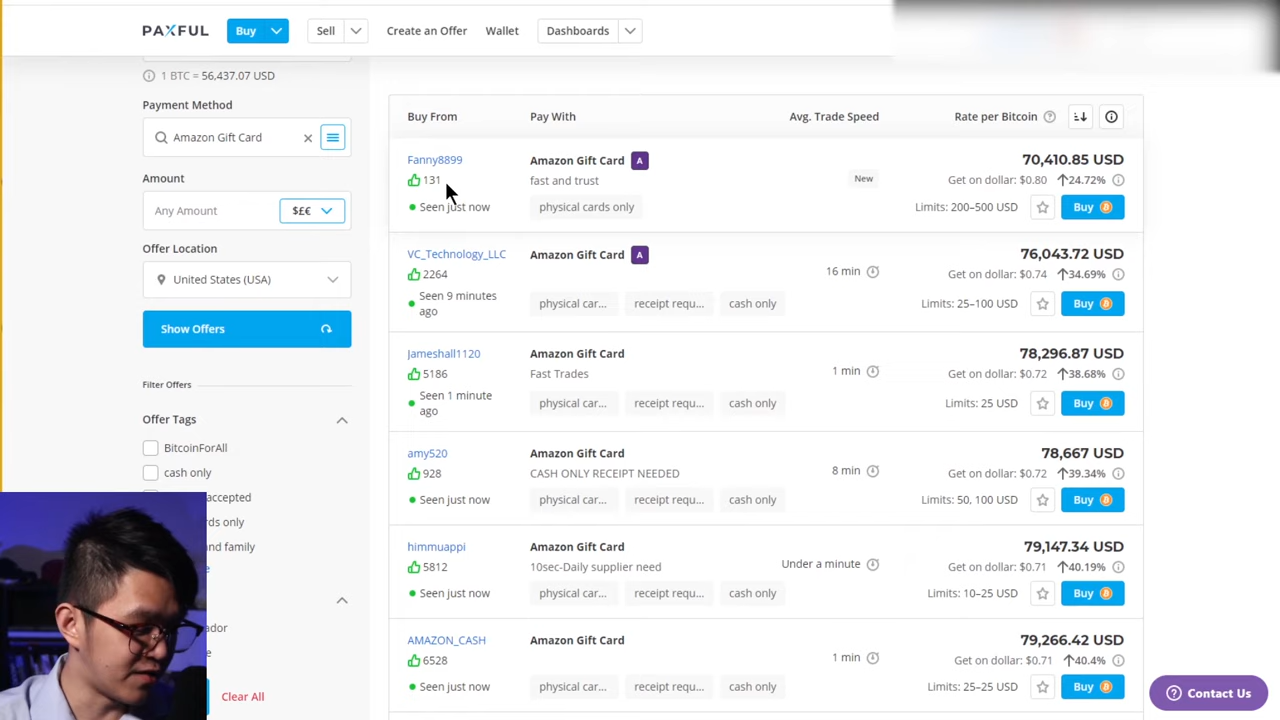 PAXFUL Buy Sell Create an Offer Wallet Dashboards
1 BTC = 56,437.07 USD
Payment Method
Amazon Gift Card
Amount
Any Amount $££
Offer Location
United States (USA)
Show Offers
Filter Offers
Offer Tags
BitcoinForAll
cash only
accepted
ds only
and family
Clear All
Buy From Pay With Avg. Trade Speed Rate per Bitcoin
Fanny8899 Amazon Gift Card A 70,410.85 USD
131 fast and trust New Get on dollar: $0.80 24.72%
Seen just now physical cards only Limits: 200–500 USD Buy
VC_Technology_LLC Amazon Gift Card A 76,043.72 USD
2264 16 min Get on dollar: $0.74 34.69%
Seen 9 minutes ago physical car... receipt requ... cash only Limits: 25–100 USD Buy
Jameshall1120 Amazon Gift Card 78,296.87 USD
5186 Fast Trades 1 min Get on dollar: $0.72 38.68%
Seen 1 minute ago physical car... receipt requ... cash only Limits: 25 USD Buy
amy520 Amazon Gift Card 78,667 USD
928 CASH ONLY RECEIPT NEEDED 8 min Get on dollar: $0.72 39.34%
Seen just now physical car... receipt requ... cash only Limits: 50, 100 USD Buy
himmuappi Amazon Gift Card 79,147.34 USD
5812 10sec-Daily supplier need Under a minute Get on dollar: $0.71 40.19%
Seen just now physical car... receipt requ... cash only Limits: 10–25 USD Buy
AMAZON_CASH Amazon Gift Card 79,266.42 USD
6528 1 min Get on dollar: $0.71 40.4%
Seen just now physical car... receipt requ... cash only Limits: 25–25 USD Buy
Contact Us